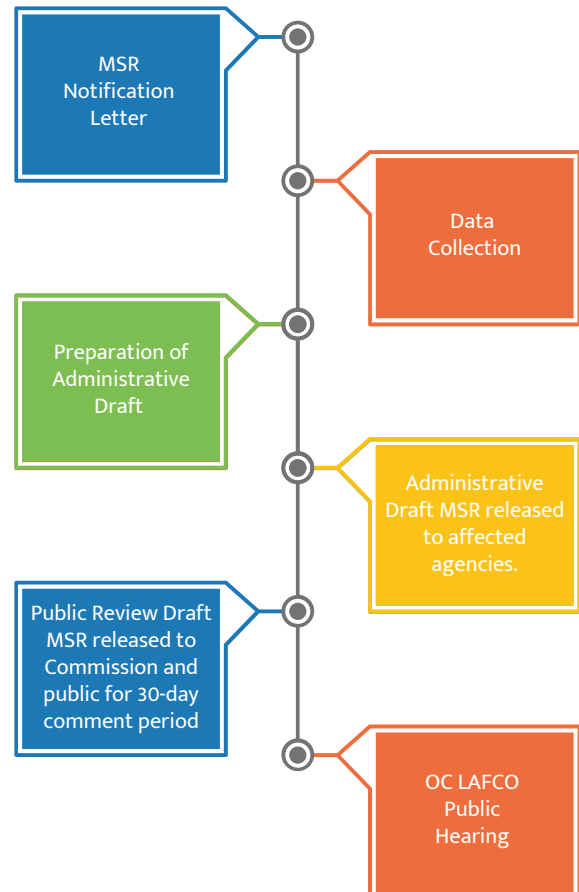 MSR
Notification
Letter
Data
Collection
Preparation of
Administrative
Draft
Administrative
Draft MSR released
to affected
agencies.
Public Review Draft
MSR released to
Commission and
public for 30-day
comment period
OC LAFCO
Public
Hearing